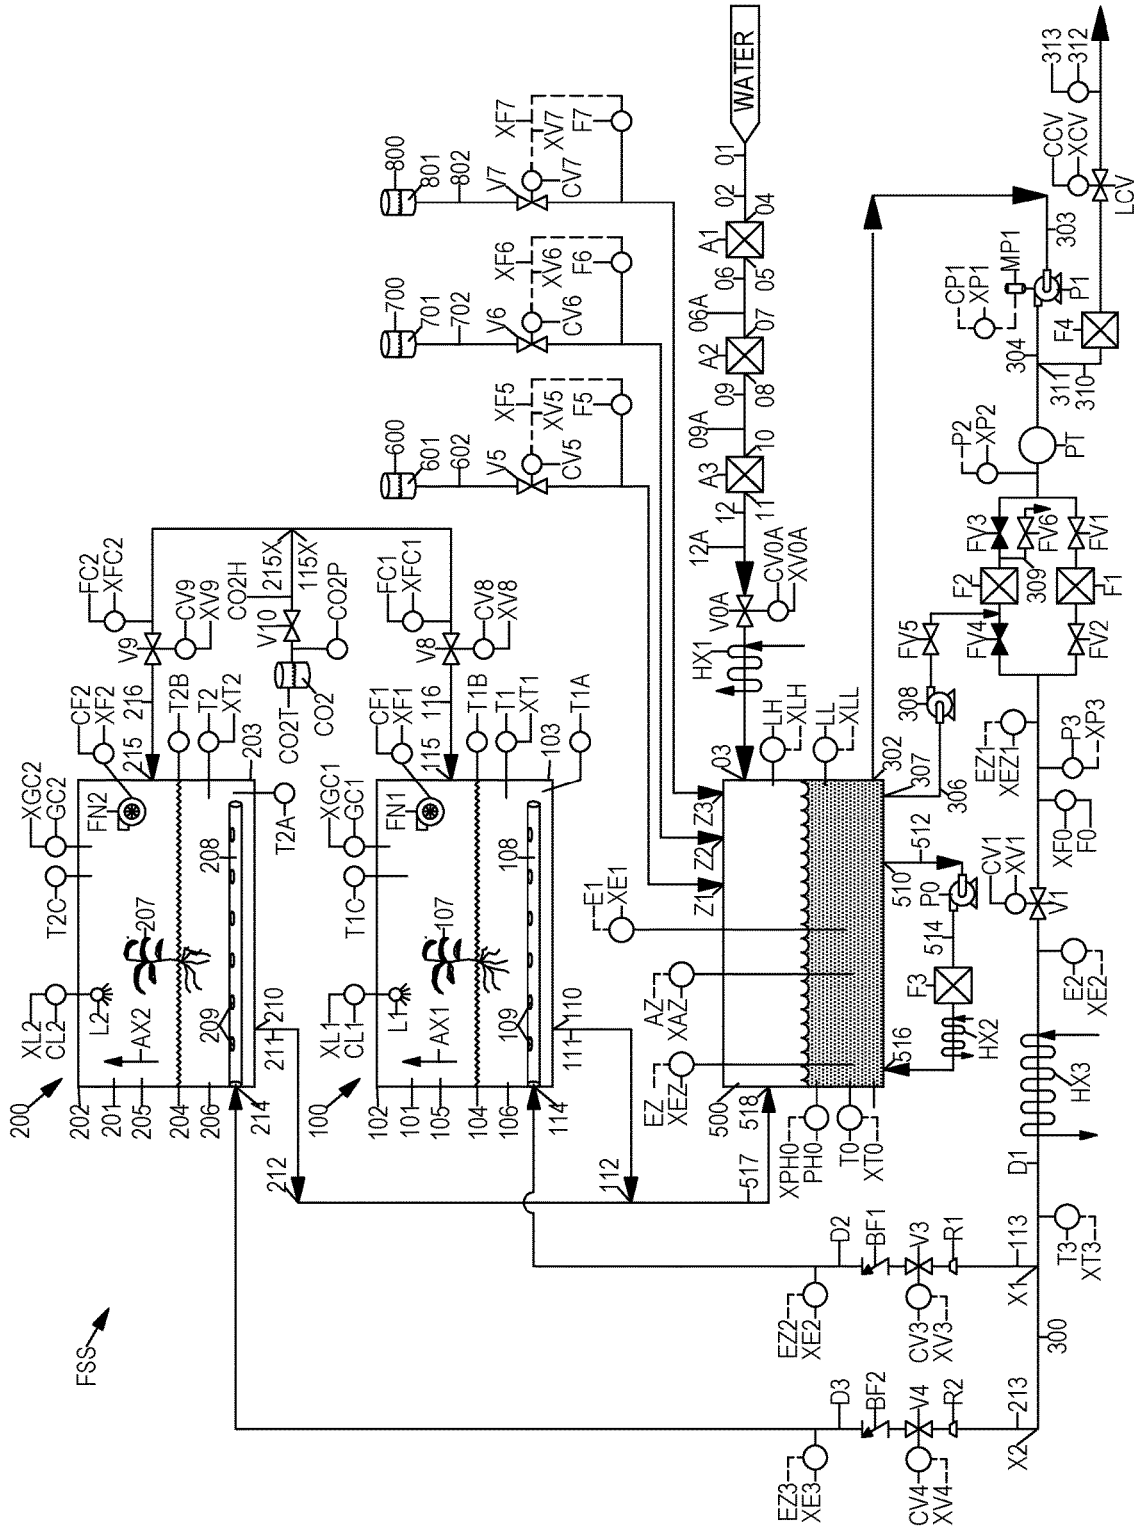 FSS
200
XL2
CL2
T2C
XGC2
GC2
202
201
205
204
206
214
L2
AX2
207
209
208
FN2
CF2
XF2
215
216
T2B
T2
XT2
203
T2A
211
210
212
V9
FC2
XFC2
CV9
XV9
CO2H
215X
115X
V10
CO2T
CO2
CO2P
100
XL1
CL1
T1C
XGC1
GC1
102
101
105
104
106
114
L1
AX1
107
109
108
FN1
CF1
XF1
115
116
T1B
T1
XT1
103
T1A
111
110
112
V8
FC1
XFC1
CV8
XV8
600
601
602
V5
XF5
XV5
F5
CV5
700
701
702
V6
XF6
XV6
F6
CV6
800
801
802
V7
XF7
XV7
F7
CV7
WATER
01
02
04
A1
05
06
06A
07
A2
08
09
09A
10
A3
11
12
12A
V0A
CV0A
XV0A
HX1
03
Z1
Z2
Z3
E1
XE1
AZ
XAZ
EZ
XEZ
500
518
517
XPH0
PH0
T0
XT0
LH
XLH
LL
XLL
302
307
306
308
510
512
P0
514
F3
HX2
516
303
P1
MP1
CP1
XP1
304
311
310
F4
LCV
CCV
XCV
313
312
PT
P2
XP2
FV3
FV6
FV1
F2
309
F1
FV5
FV4
FV2
EZ1
XEZ1
P3
XP3
XF0
F0
CV1
XV1
V1
E2
XE2
HX3
D1
T3
XT3
X1
113
R1
V3
CV3
XV3
BF1
D2
EZ2
XE2
300
X2
213
R2
V4
CV4
XV4
BF2
D3
EZ3
XE3